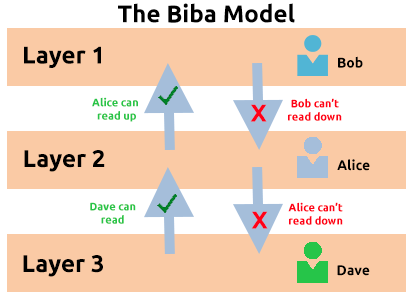 The Biba Model
Layer 1
Bob
Alice can
read up
✓
X
Bob can't
read down
Layer 2
Alice
Dave can
read
✓
X
Alice can't
read down
Layer 3
Dave